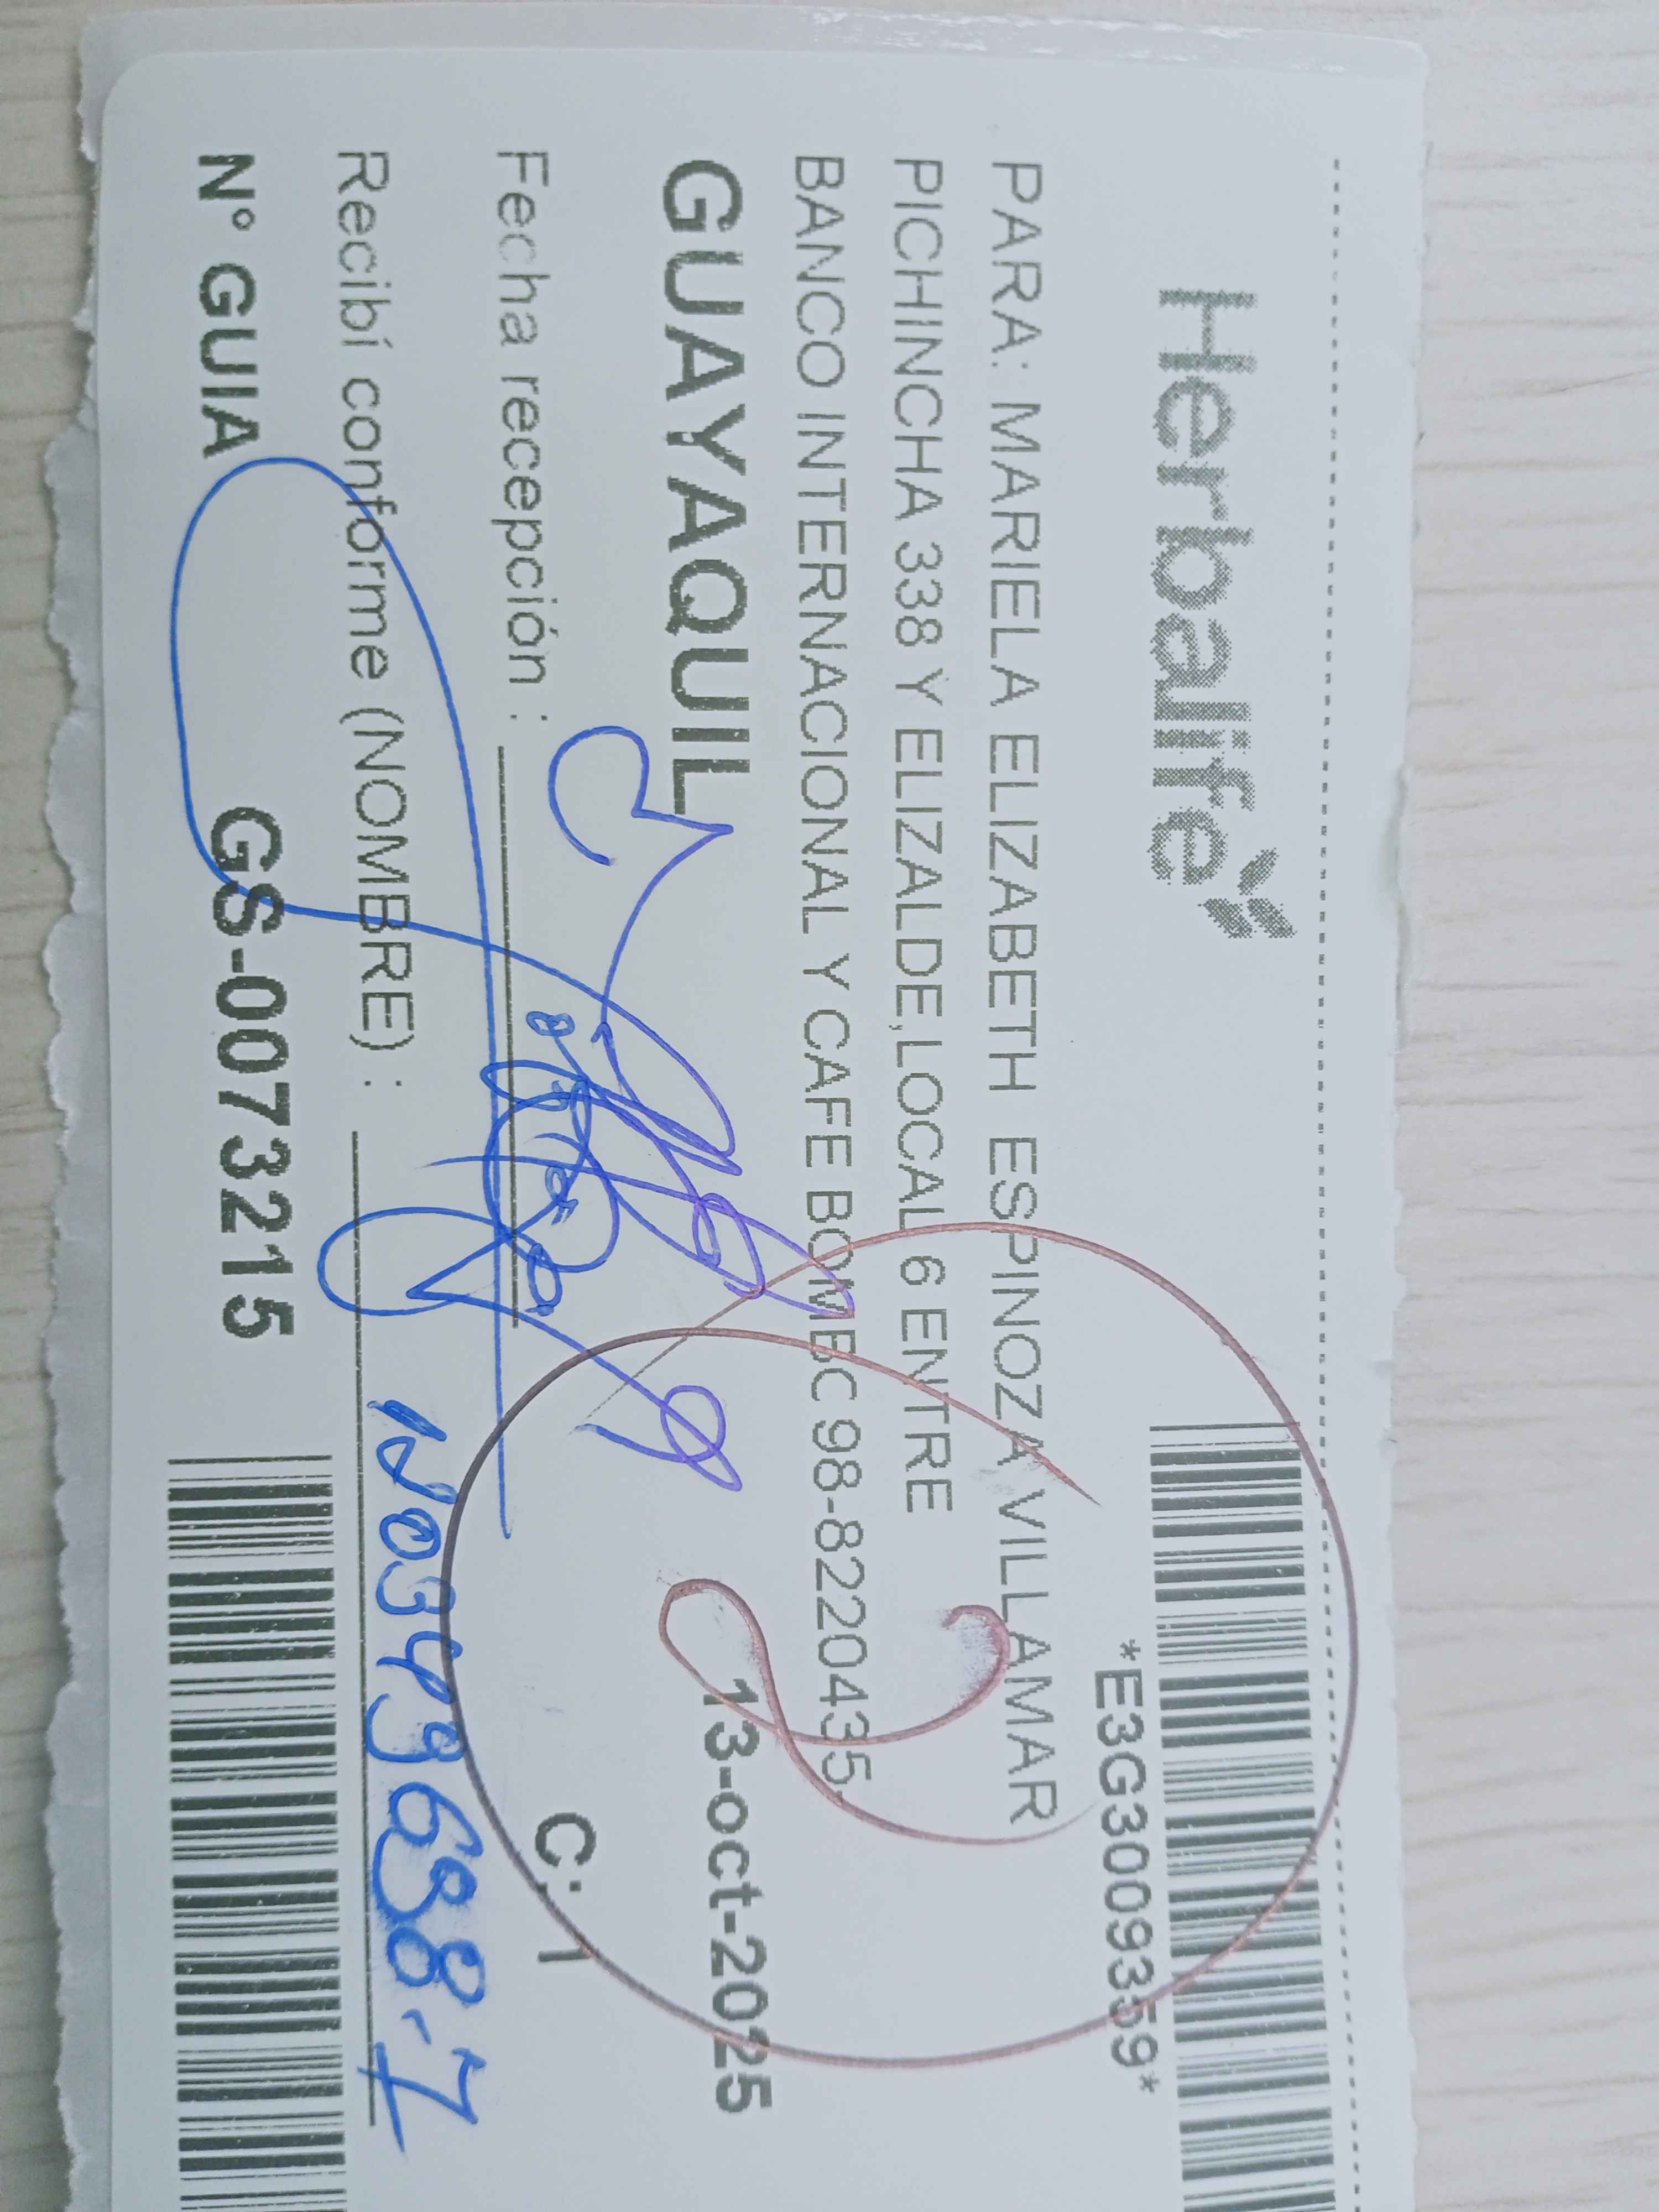 Herbalife
*E3G3009359*
PARA: MARIELA ELIZABETH ESPINOZA VILLAMAR
PICHINCHA 338 Y ELIZALDE,LOCAL 6 ENTRE
BANCO INTERNACIONAL Y CAFE BOMBC 98-8220435-
GUAYAQUIL 13-oct-2025
Fecha recepción : C: 1
Recibí conforme (NOMBRE) :
N° GUIA GS-0073215